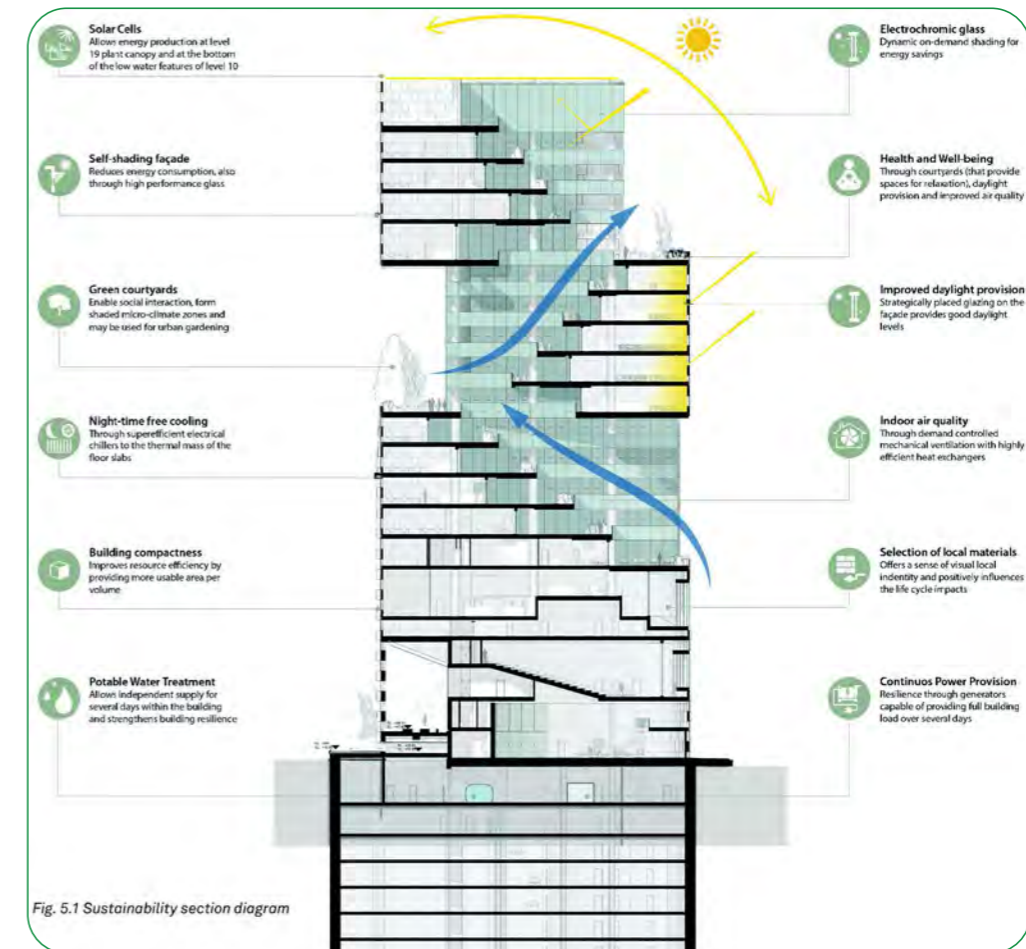 Solar Cells
Allows energy production at level
19 plant canopy and at the bottom
of the low water features of level 10
Self-shading façade
Reduces energy consumption, also
through high performance glass
Green courtyards
Enable social interaction, form
shaded micro-climate zones and
may be used for urban gardening
Night-time free cooling
Through superefficient electrical
chillers to the thermal mass of the
floor slabs
Building compactness
Improves resource efficiency by
providing more usable area per
volume
Potable Water Treatment
Allows independent supply for
several days within the building
and strengthens building resilience
Electrochromic glass
Dynamic on-demand shading for
energy savings
Health and Well-being
Through courtyards (that provide
spaces for relaxation), daylight
provision and improved air quality
Improved daylight provision
Strategically placed glazing on the
façade provides good daylight
levels
Indoor air quality
Through demand controlled
mechanical ventilation with highly
efficient heat exchangers
Selection of local materials
Offers a sense of visual local
indentity and positively influences
the life cycle impacts
Continuos Power Provision
Resilience through generators
capable of providing full building
load over several days
Fig. 5.1 Sustainability section diagram